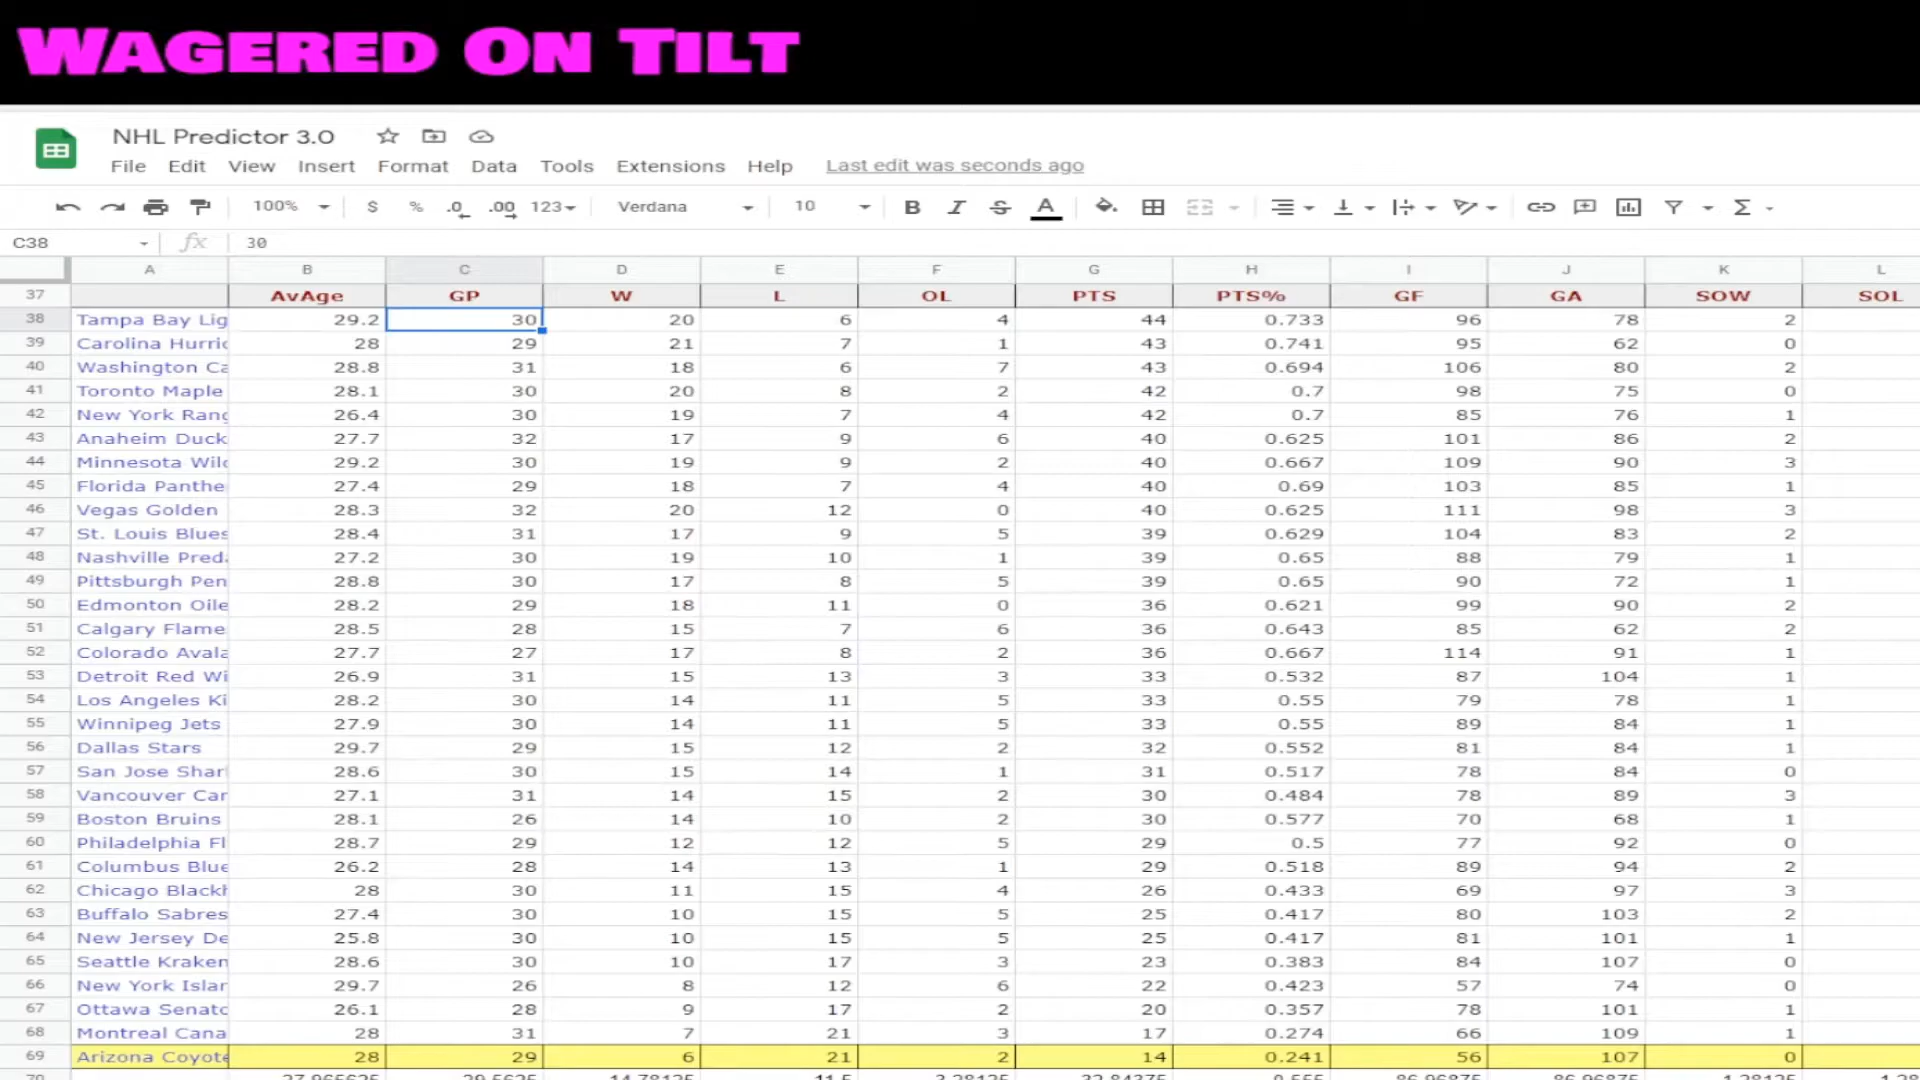 WAGERED ON TILT
NHL Predictor 3.0
File Edit View Insert Format Data Tools Extensions Help Last edit was seconds ago
100% $ % .0 .00 123 Verdana 10 B I S A
C38 fx 30
A B C D E F G H I J K L
37 AvAge GP W L OL PTS PTS% GF GA SOW SOL
38 Tampa Bay Lig 29.2 30 20 6 4 44 0.733 96 78 2
39 Carolina Hurric 28 29 21 7 1 43 0.741 95 62 0
40 Washington Ca 28.8 31 18 6 7 43 0.694 106 80 2
41 Toronto Maple 28.1 30 20 8 2 42 0.7 98 75 0
42 New York Rang 26.4 30 19 7 4 42 0.7 85 76 1
43 Anaheim Duck 27.7 32 17 9 6 40 0.625 101 86 2
44 Minnesota Wil 29.2 30 19 9 2 40 0.667 109 90 3
45 Florida Panthe 27.4 29 18 7 4 40 0.69 103 85 1
46 Vegas Golden 28.3 32 20 12 0 40 0.625 111 98 3
47 St. Louis Blues 28.4 31 17 9 5 39 0.629 104 83 2
48 Nashville Preda 27.2 30 19 10 1 39 0.65 88 79 1
49 Pittsburgh Pen 28.8 30 17 8 5 39 0.65 90 72 1
50 Edmonton Oile 28.2 29 18 11 0 36 0.621 99 90 2
51 Calgary Flame 28.5 28 15 7 6 36 0.643 85 62 2
52 Colorado Avala 27.7 27 17 8 2 36 0.667 114 91 1
53 Detroit Red Wi 26.9 31 15 13 3 33 0.532 87 104 1
54 Los Angeles Ki 28.2 30 14 11 5 33 0.55 79 78 1
55 Winnipeg Jets 27.9 30 14 11 5 33 0.55 89 84 1
56 Dallas Stars 29.7 29 15 12 2 32 0.552 81 84 1
57 San Jose Shar 28.6 30 15 14 1 31 0.517 78 84 0
58 Vancouver Can 27.1 31 14 15 2 30 0.484 78 89 3
59 Boston Bruins 28.1 26 14 10 2 30 0.577 70 68 1
60 Philadelphia Fl 28.7 29 12 12 5 29 0.5 77 92 0
61 Columbus Blue 26.2 28 14 13 1 29 0.518 89 94 2
62 Chicago Blackh 28 30 11 15 4 26 0.433 69 97 3
63 Buffalo Sabres 27.4 30 10 15 5 25 0.417 80 103 2
64 New Jersey De 25.8 30 10 15 5 25 0.417 81 101 1
65 Seattle Kraken 28.6 30 10 17 3 23 0.383 84 107 0
66 New York Islan 29.7 26 8 12 6 22 0.423 57 74 0
67 Ottawa Senato 26.1 28 9 17 2 20 0.357 78 101 1
68 Montreal Cana 28 31 7 21 3 17 0.274 66 109 1
69 Arizona Coyote 28 29 6 21 2 14 0.241 56 107 0
70 27.965625 29.5625 14.78125 11.5 3.28125 32.84375 0.555 86.96875 86.96875 1.28125